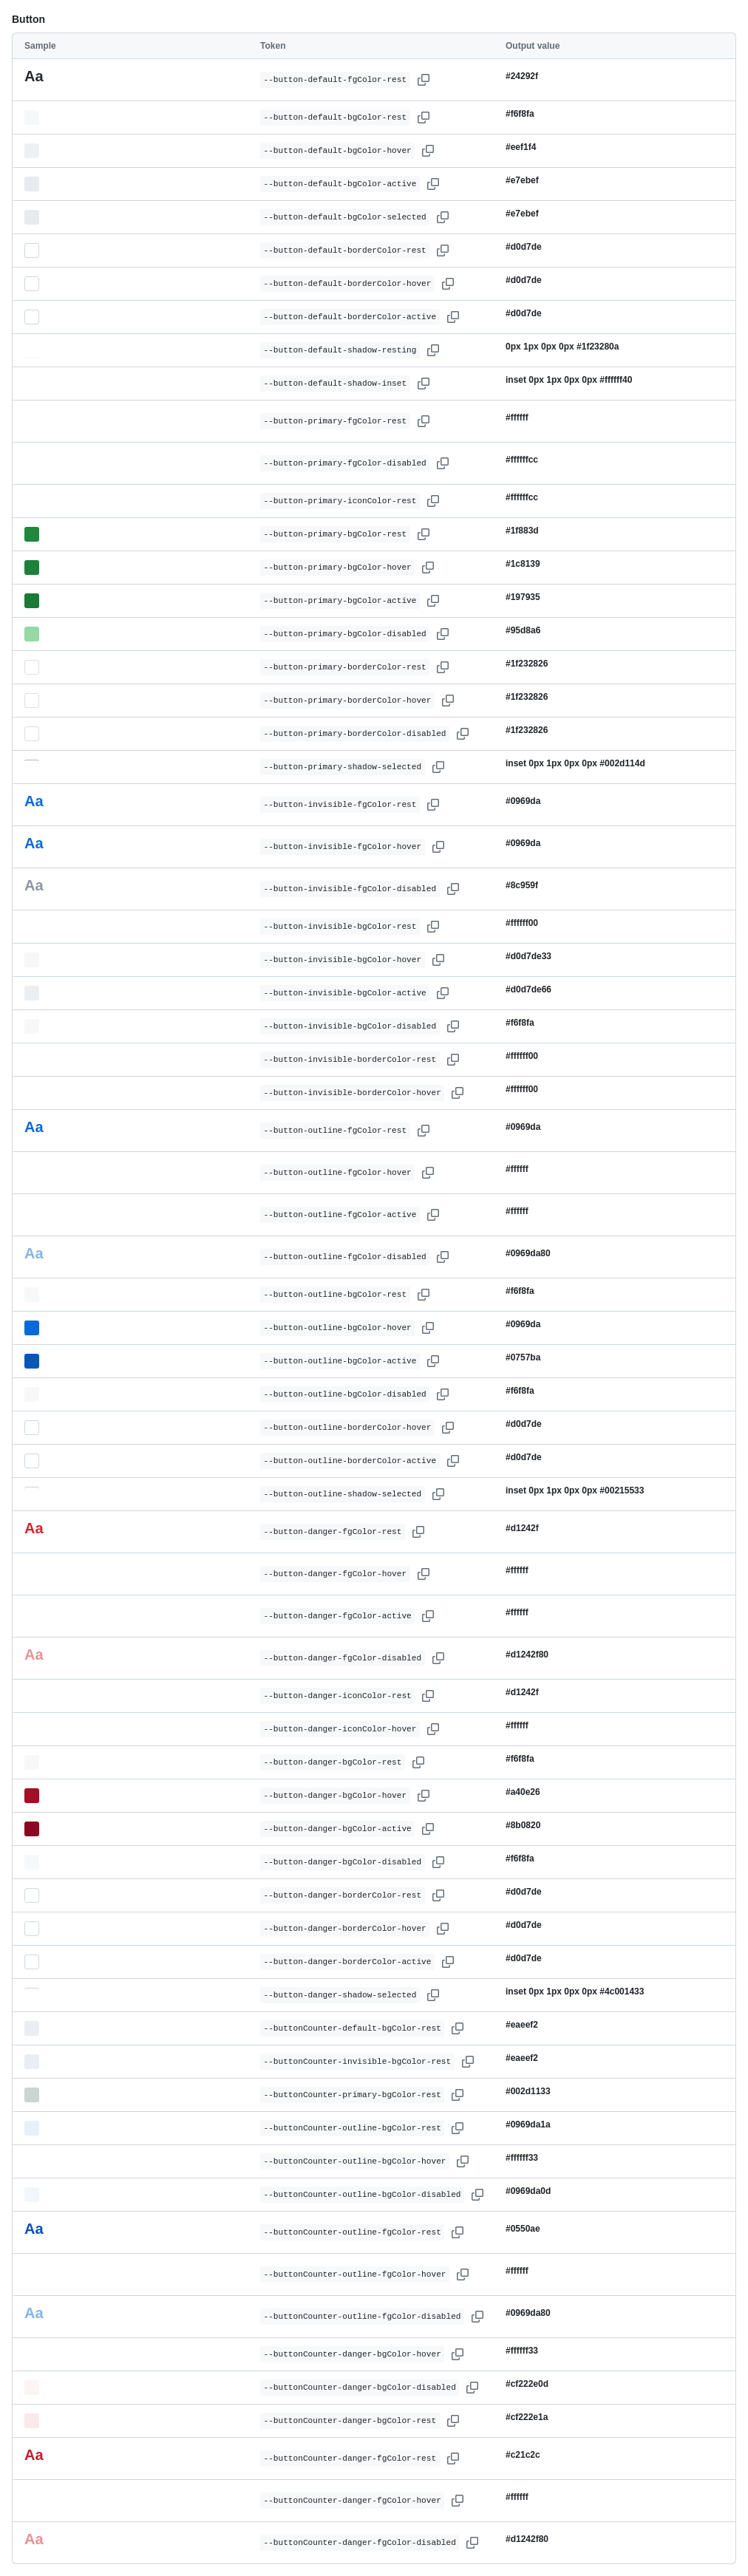 Button
Sample Token Output value
Aa --button-default-fgColor-rest #24292f
--button-default-bgColor-rest #f6f8fa
--button-default-bgColor-hover #eef1f4
--button-default-bgColor-active #e7ebef
--button-default-bgColor-selected #e7ebef
--button-default-borderColor-rest #d0d7de
--button-default-borderColor-hover #d0d7de
--button-default-borderColor-active #d0d7de
--button-default-shadow-resting 0px 1px 0px 0px #1f23280a
--button-default-shadow-inset inset 0px 1px 0px 0px #ffffff40
--button-primary-fgColor-rest #ffffff
--button-primary-fgColor-disabled #ffffffcc
--button-primary-iconColor-rest #ffffffcc
--button-primary-bgColor-rest #1f883d
--button-primary-bgColor-hover #1c8139
--button-primary-bgColor-active #197935
--button-primary-bgColor-disabled #95d8a6
--button-primary-borderColor-rest #1f232826
--button-primary-borderColor-hover #1f232826
--button-primary-borderColor-disabled #1f232826
--button-primary-shadow-selected inset 0px 1px 0px 0px #002d114d
Aa --button-invisible-fgColor-rest #0969da
Aa --button-invisible-fgColor-hover #0969da
Aa --button-invisible-fgColor-disabled #8c959f
--button-invisible-bgColor-rest #ffffff00
--button-invisible-bgColor-hover #d0d7de33
--button-invisible-bgColor-active #d0d7de66
--button-invisible-bgColor-disabled #f6f8fa
--button-invisible-borderColor-rest #ffffff00
--button-invisible-borderColor-hover #ffffff00
Aa --button-outline-fgColor-rest #0969da
--button-outline-fgColor-hover #ffffff
--button-outline-fgColor-active #ffffff
Aa --button-outline-fgColor-disabled #0969da80
--button-outline-bgColor-rest #f6f8fa
--button-outline-bgColor-hover #0969da
--button-outline-bgColor-active #0757ba
--button-outline-bgColor-disabled #f6f8fa
--button-outline-borderColor-hover #d0d7de
--button-outline-borderColor-active #d0d7de
--button-outline-shadow-selected inset 0px 1px 0px 0px #00215533
Aa --button-danger-fgColor-rest #d1242f
--button-danger-fgColor-hover #ffffff
--button-danger-fgColor-active #ffffff
Aa --button-danger-fgColor-disabled #d1242f80
--button-danger-iconColor-rest #d1242f
--button-danger-iconColor-hover #ffffff
--button-danger-bgColor-rest #f6f8fa
--button-danger-bgColor-hover #a40e26
--button-danger-bgColor-active #8b0820
--button-danger-bgColor-disabled #f6f8fa
--button-danger-borderColor-rest #d0d7de
--button-danger-borderColor-hover #d0d7de
--button-danger-borderColor-active #d0d7de
--button-danger-shadow-selected inset 0px 1px 0px 0px #4c001433
--buttonCounter-default-bgColor-rest #eaeef2
--buttonCounter-invisible-bgColor-rest #eaeef2
--buttonCounter-primary-bgColor-rest #002d1133
--buttonCounter-outline-bgColor-rest #0969da1a
--buttonCounter-outline-bgColor-hover #ffffff33
--buttonCounter-outline-bgColor-disabled #0969da0d
Aa --buttonCounter-outline-fgColor-rest #0550ae
--buttonCounter-outline-fgColor-hover #ffffff
Aa --buttonCounter-outline-fgColor-disabled #0969da80
--buttonCounter-danger-bgColor-hover #ffffff33
--buttonCounter-danger-bgColor-disabled #cf222e0d
--buttonCounter-danger-bgColor-rest #cf222e1a
Aa --buttonCounter-danger-fgColor-rest #c21c2c
--buttonCounter-danger-fgColor-hover #ffffff
Aa --buttonCounter-danger-fgColor-disabled #d1242f80